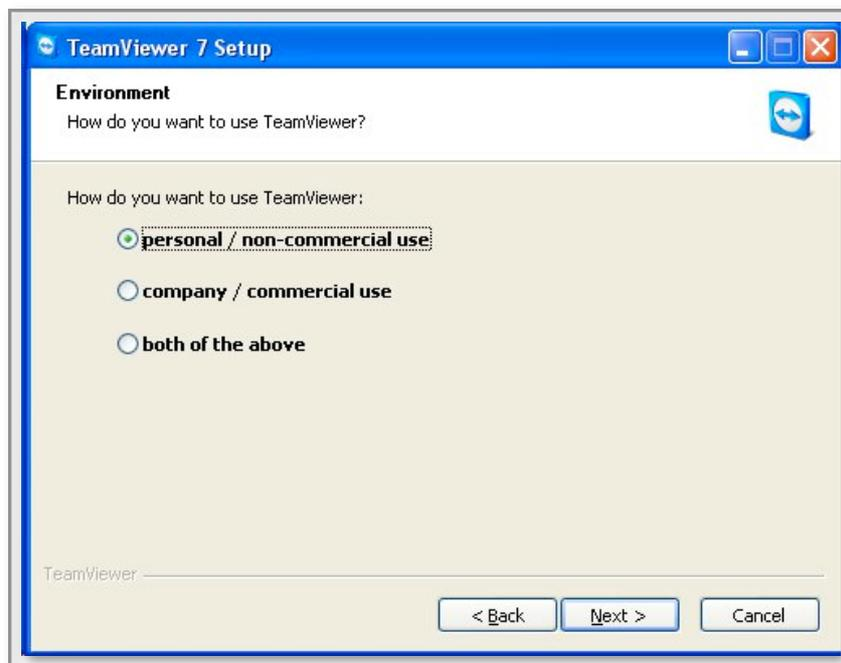 TeamViewer 7 Setup
Environment
How do you want to use TeamViewer?
How do you want to use TeamViewer:
personal / non-commercial use
company / commercial use
both of the above
TeamViewer
< Back Next > Cancel